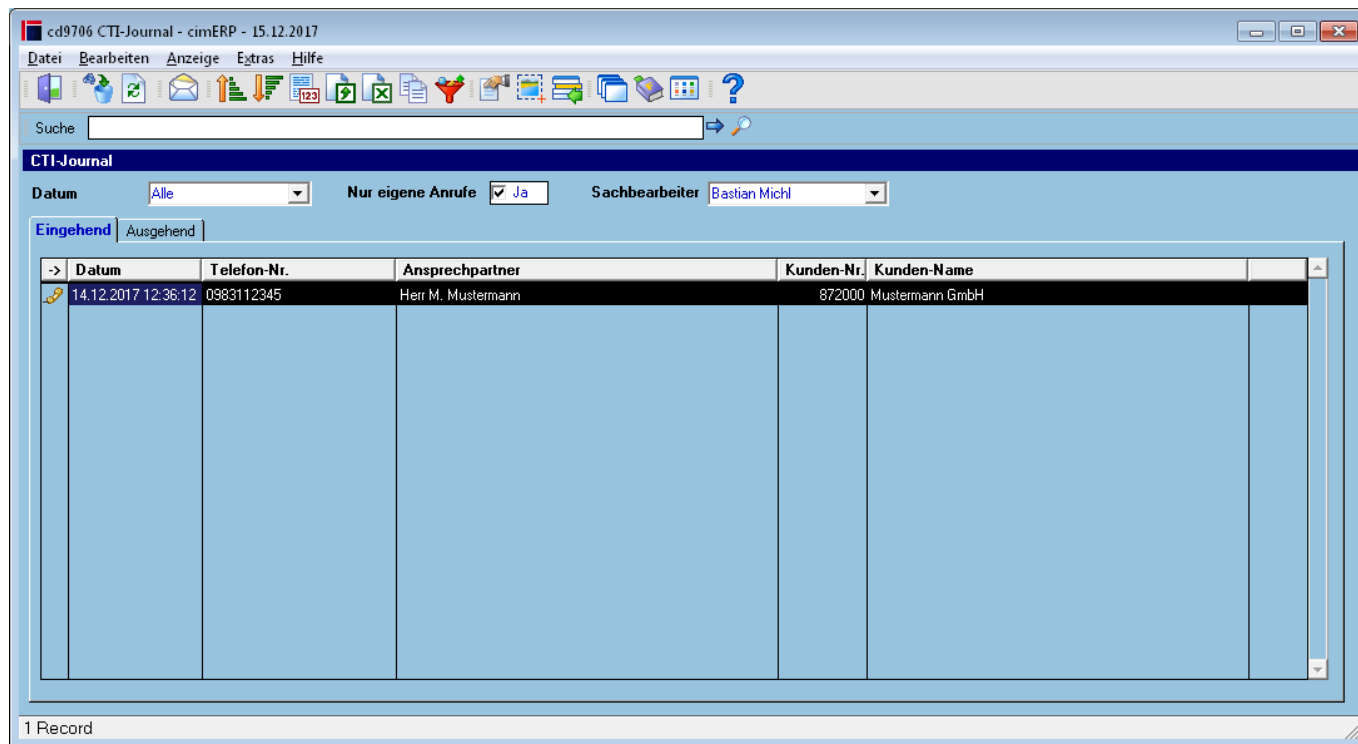 cd9706 CTI-Journal - cimERP - 15.12.2017
Datei Bearbeiten Anzeige Extras Hilfe
123
Suche
CTI-Journal
Datum Alle Nur eigene Anrufe Ja Sachbearbeiter Bastian Michl
Eingehend Ausgehend
-> Datum Telefon-Nr. Ansprechpartner Kunden-Nr. Kunden-Name
14.12.2017 12:36:12 0983112345 Herr M. Mustermann 872000 Mustermann GmbH
1 Record